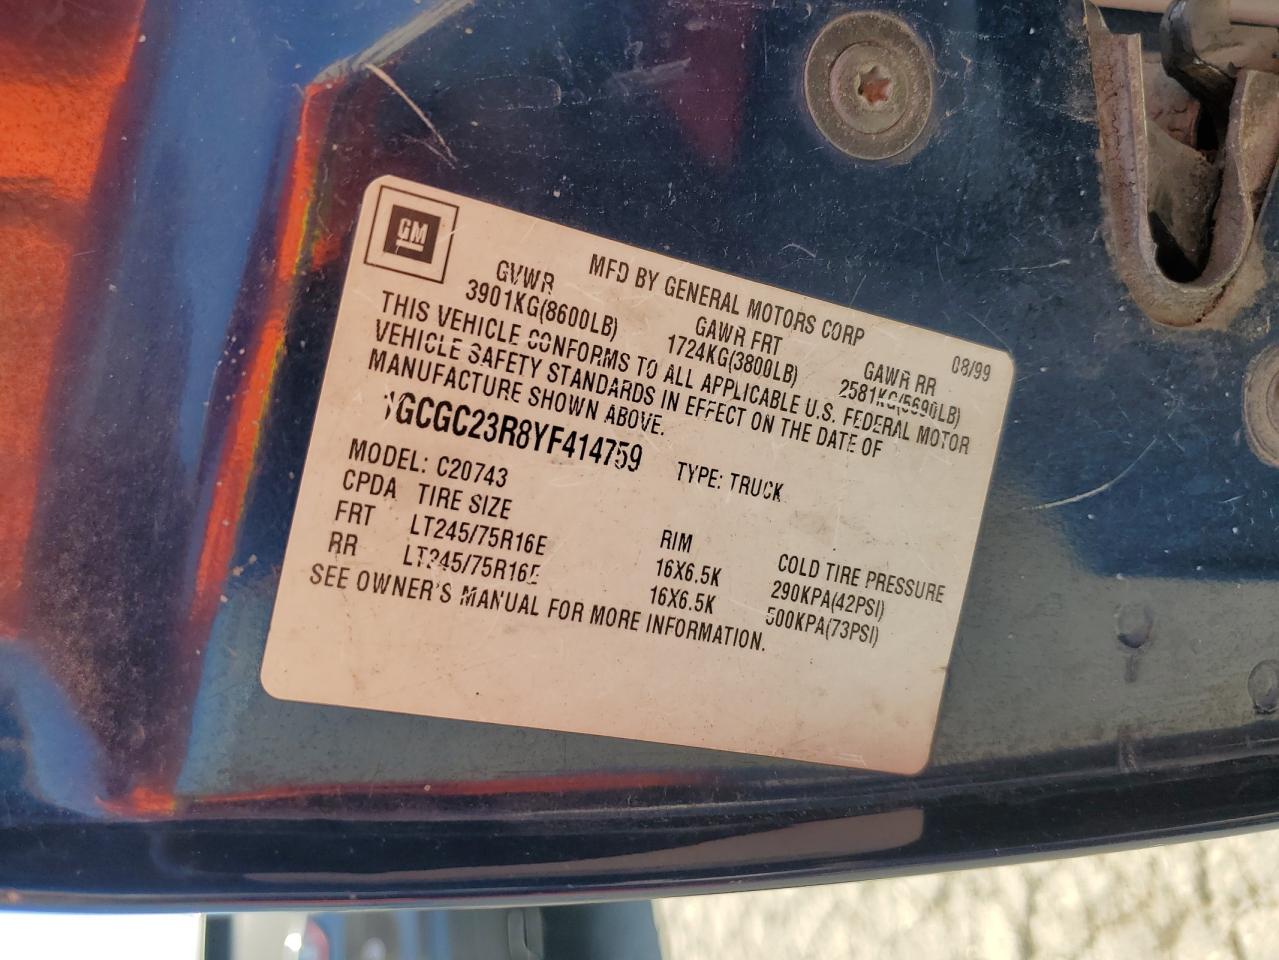 GM
MFD BY GENERAL MOTORS CORP
08/99
GVWR GAWR FRT GAWR RR
3901KG(8600LB) 1724KG(3800LB) 2581KG(5690LB)
THIS VEHICLE CONFORMS TO ALL APPLICABLE U.S. FEDERAL MOTOR
VEHICLE SAFETY STANDARDS IN EFFECT ON THE DATE OF
MANUFACTURE SHOWN ABOVE.
1GCGC23R8YF414759 TYPE: TRUCK
MODEL: C20743
CPDA TIRE SIZE RIM COLD TIRE PRESSURE
FRT LT245/75R16E 16X6.5K 290KPA(42PSI)
RR LT245/75R16E 16X6.5K 500KPA(73PSI)
SEE OWNER'S MANUAL FOR MORE INFORMATION.